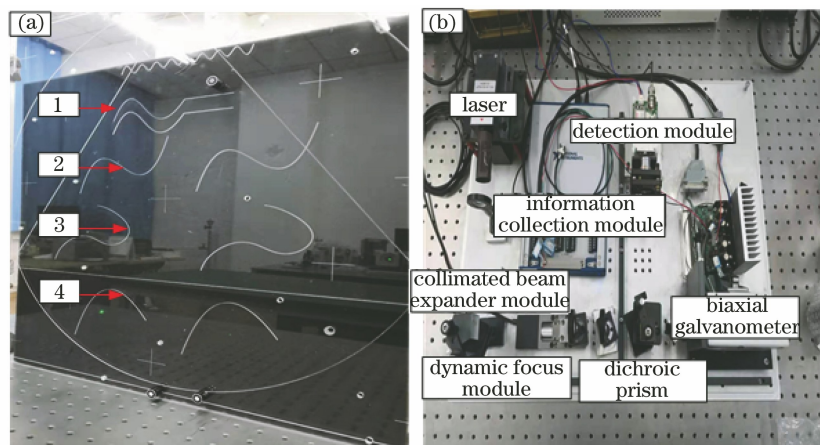 (a)
1
2
3
4
(b)
laser
detection module
information
collection module
collimated beam
expander module
biaxial
galvanometer
dynamic focus
module
dichroic
prism